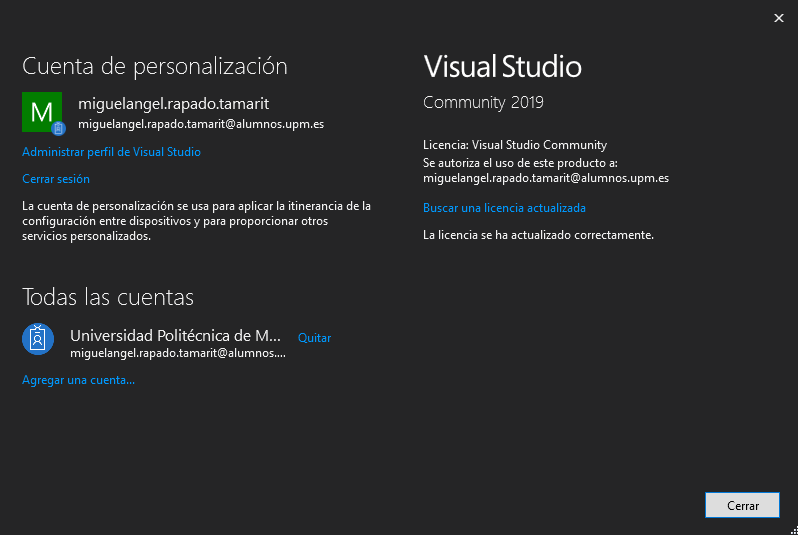 Cuenta de personalización
M
miguelangel.rapado.tamarit
miguelangel.rapado.tamarit@alumnos.upm.es
Administrar perfil de Visual Studio
Cerrar sesión
La cuenta de personalización se usa para aplicar la itinerancia de la
configuración entre dispositivos y para proporcionar otros
servicios personalizados.
Todas las cuentas
Universidad Politécnica de M...
Quitar
miguelangel.rapado.tamarit@alumnos....
Agregar una cuenta...
Visual Studio
Community 2019
Licencia: Visual Studio Community
Se autoriza el uso de este producto a:
miguelangel.rapado.tamarit@alumnos.upm.es
Buscar una licencia actualizada
La licencia se ha actualizado correctamente.
Cerrar